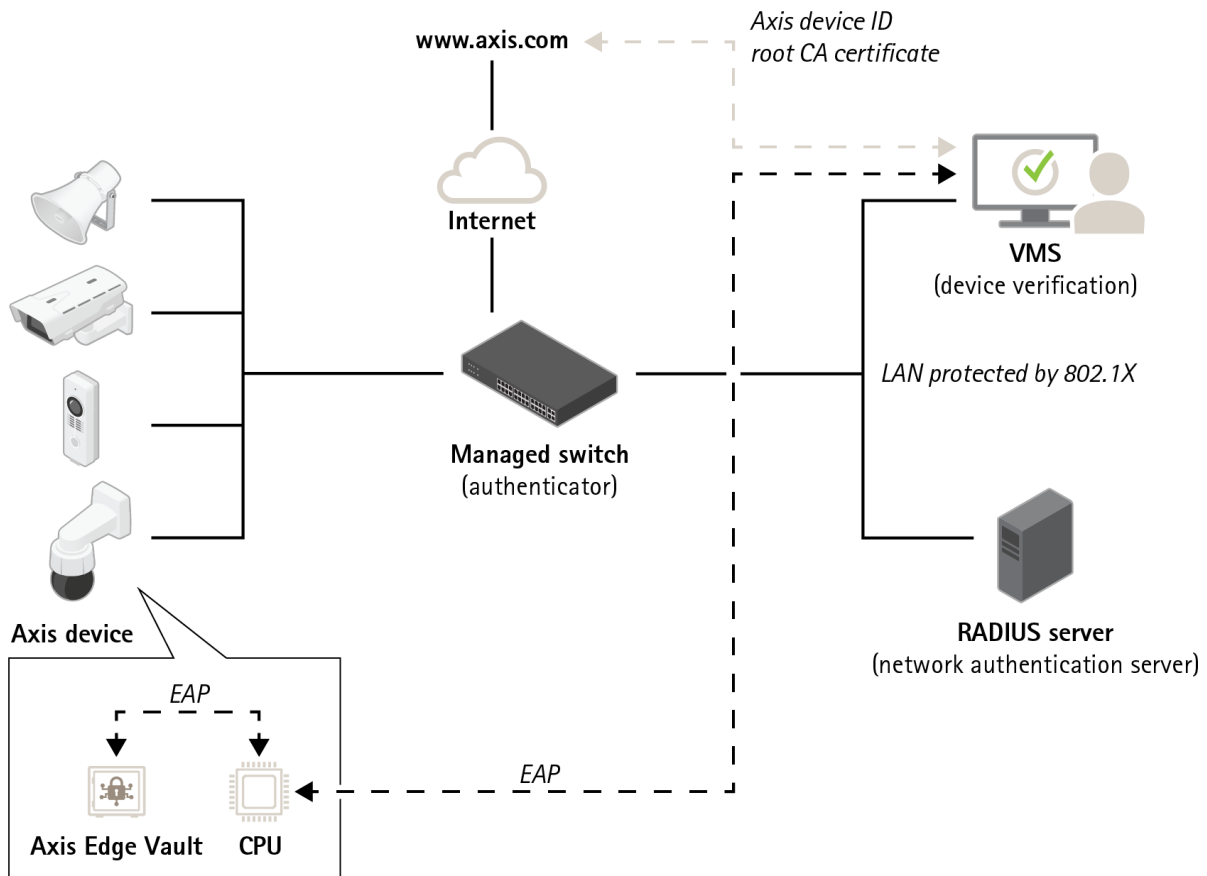 www.axis.com
Axis device ID
root CA certificate
Internet
VMS
(device verification)
LAN protected by 802.1X
Managed switch
(authenticator)
Axis device
RADIUS server
(network authentication server)
EAP
EAP
Axis Edge Vault
CPU